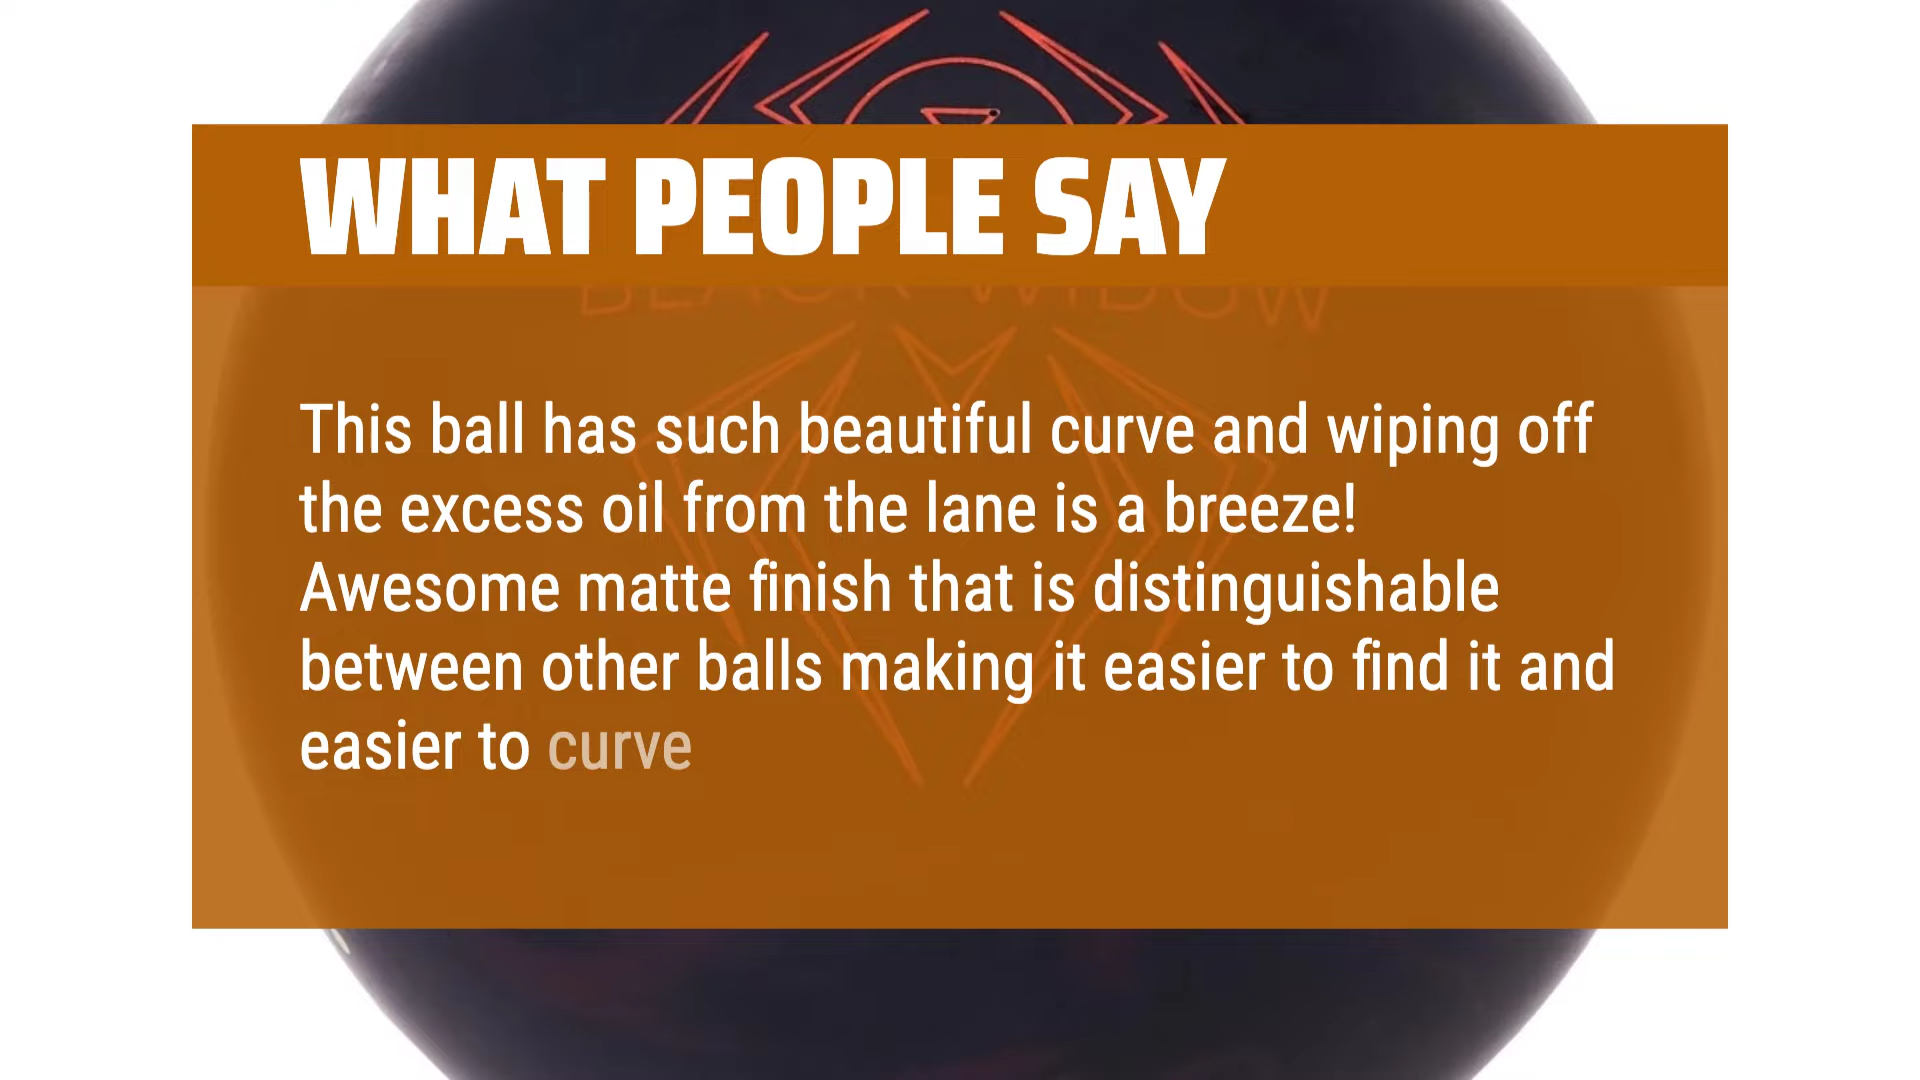 WHAT PEOPLE SAY
BLACK WIDOW
This ball has such beautiful curve and wiping off
the excess oil from the lane is a breeze!
Awesome matte finish that is distinguishable
between other balls making it easier to find it and
easier to curve